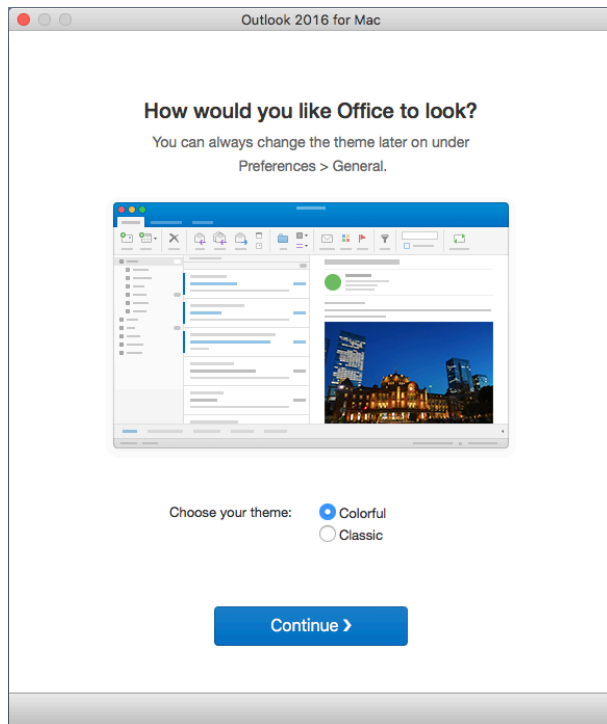 Outlook 2016 for Mac
How would you like Office to look?
You can always change the theme later on under
Preferences > General.
Choose your theme:
Colorful
Classic
Continue ❯